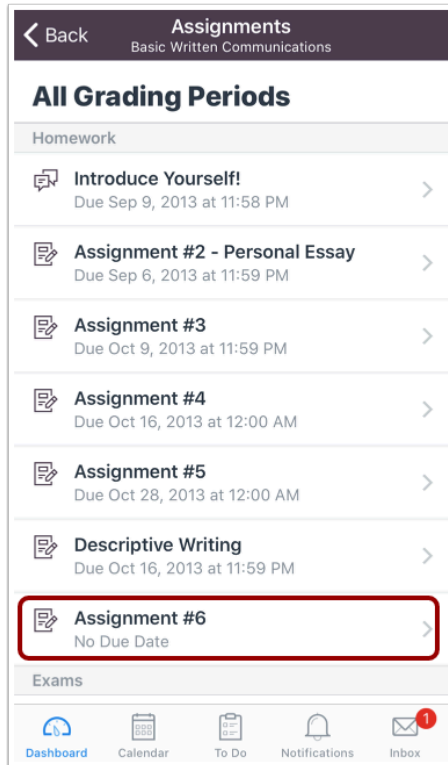 Back
Assignments
Basic Written Communications
All Grading Periods
Homework
Introduce Yourself!
Due Sep 9, 2013 at 11:58 PM
Assignment #2 - Personal Essay
Due Sep 6, 2013 at 11:59 PM
Assignment #3
Due Oct 9, 2013 at 11:59 PM
Assignment #4
Due Oct 16, 2013 at 12:00 AM
Assignment #5
Due Oct 28, 2013 at 12:00 AM
Descriptive Writing
Due Oct 16, 2013 at 11:59 PM
Assignment #6
No Due Date
Exams
1
Dashboard Calendar To Do Notifications Inbox